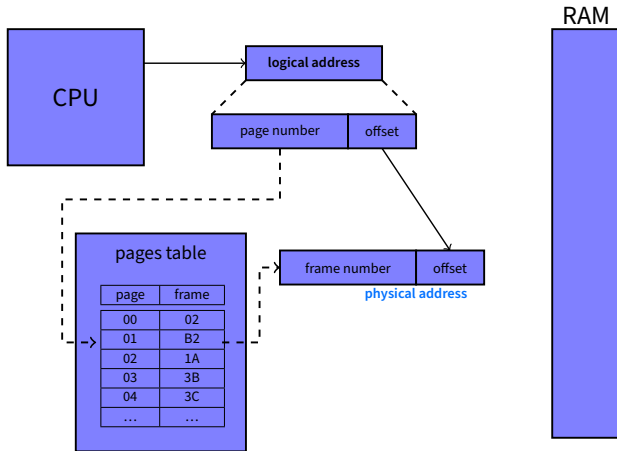 RAM
CPU
logical address
page number offset
pages table
frame number offset
physical address
page frame
00 02
01 B2
02 1A
03 3B
04 3C
... ...